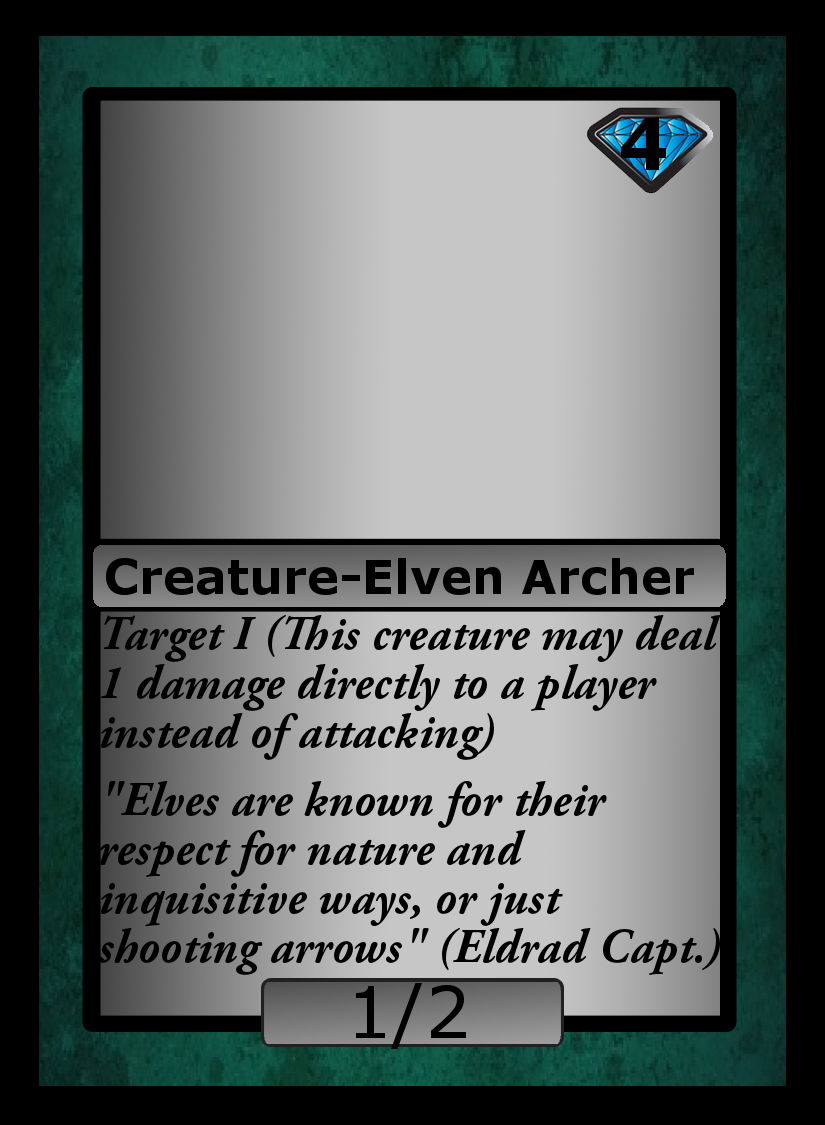 4
Creature-Elven Archer
Target I (This creature may deal
1 damage directly to a player
instead of attacking)
"Elves are known for their
respect for nature and
inquisitive ways, or just
shooting arrows" (Eldrad Capt.)
1/2